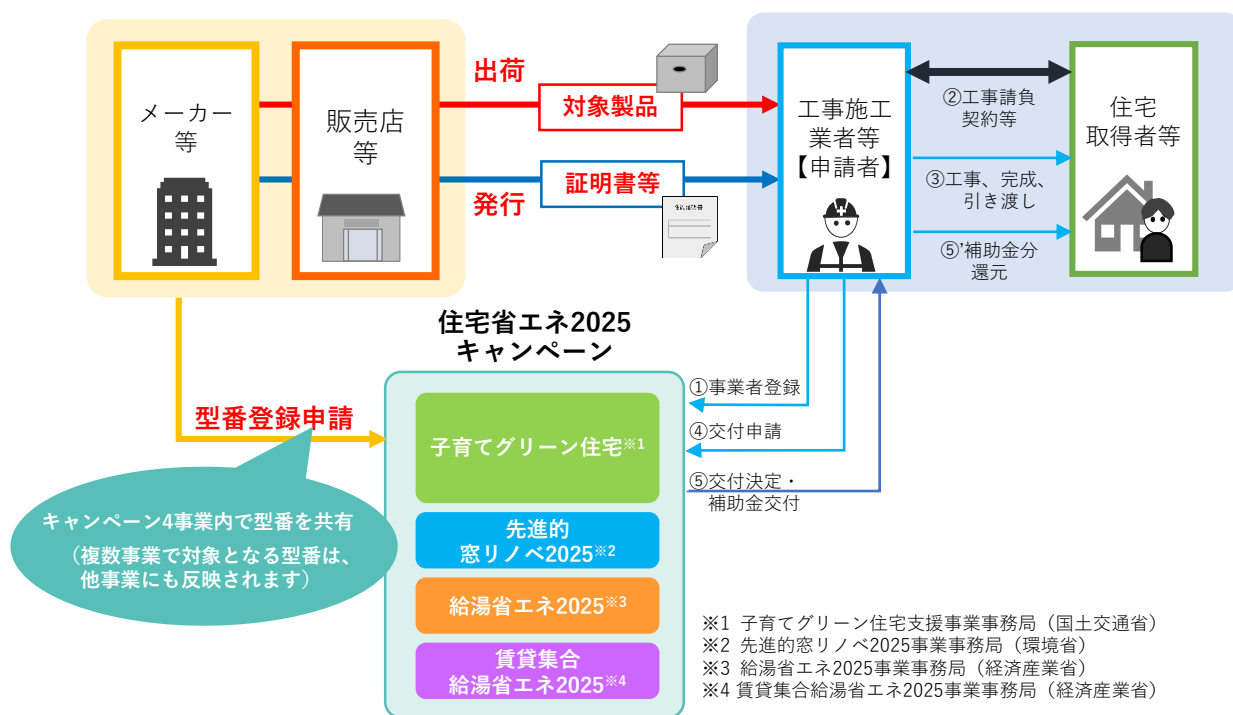 メーカー
等
販売店
等
出荷
対象製品
発行
証明書等
工事施工
業者等
【申請者】
②工事請負
契約等
③工事、完成、
引き渡し
⑤'補助金分
還元
住宅
取得者等
住宅省エネ2025
キャンペーン
型番登録申請
キャンペーン4事業内で型番を共有
（複数事業で対象となる型番は、
他事業にも反映されます）
子育てグリーン住宅※1
先進的
窓リノベ2025※2
給湯省エネ2025※3
賃貸集合
給湯省エネ2025※4
①事業者登録
④交付申請
⑤交付決定・
補助金交付
※1 子育てグリーン住宅支援事業事務局（国土交通省）
※2 先進的窓リノベ2025事業事務局（環境省）
※3 給湯省エネ2025事業事務局（経済産業省）
※4 賃貸集合給湯省エネ2025事業事務局（経済産業省）